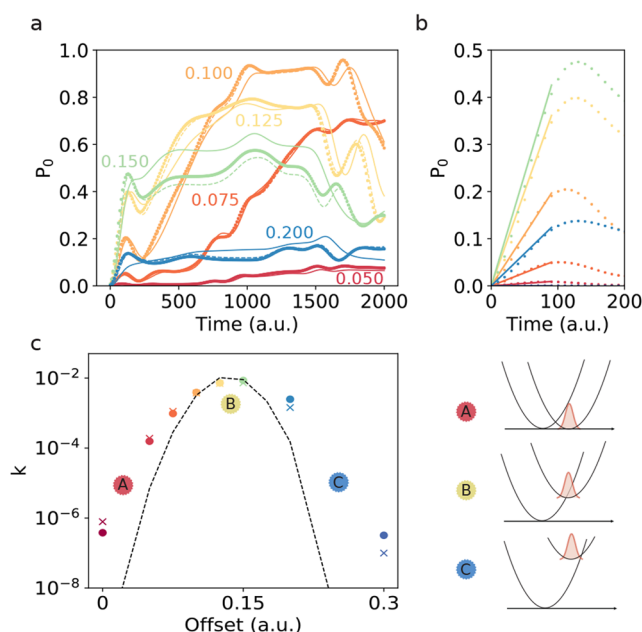 a
b
1.0
0.8
0.6
0.4
0.2
0.0
P0
0.100
0.125
0.150
0.075
0.200
0.050
0
500
1000
1500
2000
Time (a.u.)
0.5
0.4
0.3
0.2
0.1
0.0
P0
0
100
200
Time (a.u.)
c
10−2
10−4
10−6
10−8
k
A
B
C
0
0.15
0.3
Offset (a.u.)
A
B
C